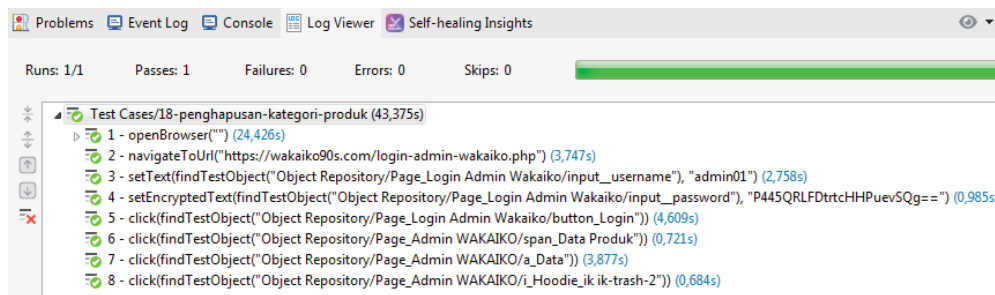 Problems Event Log Console Log Viewer Self-healing Insights
Runs: 1/1 Passes: 1 Failures: 0 Errors: 0 Skips: 0
Test Cases/18-penghapusan-kategori-produk (43,375s)
1 - openBrowser("") (24,426s)
2 - navigateToUrl("https://wakaiko90s.com/login-admin-wakaiko.php") (3,747s)
3 - setText(findTestObject("Object Repository/Page_Login Admin Wakaiko/input__username"), "admin01") (2,758s)
4 - setEncryptedText(findTestObject("Object Repository/Page_Login Admin Wakaiko/input__password"), "P445QRLFDtrtcHHPuevSQg==") (0,985s
5 - click(findTestObject("Object Repository/Page_Login Admin Wakaiko/button_Login")) (4,609s)
6 - click(findTestObject("Object Repository/Page_Admin WAKAIKO/span_Data Produk")) (0,721s)
7 - click(findTestObject("Object Repository/Page_Admin WAKAIKO/a_Data")) (3,877s)
8 - click(findTestObject("Object Repository/Page_Admin WAKAIKO/i_Hoodie_ik ik-trash-2")) (0,684s)